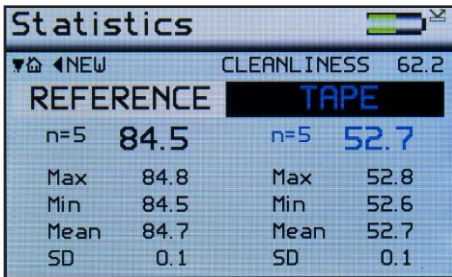 Statistics
▼⌂ ◀NEW CLEANLINESS 62.2
REFERENCE TAPE
n=5 84.5 n=5 52.7
Max 84.8 Max 52.8
Min 84.5 Min 52.6
Mean 84.7 Mean 52.7
SD 0.1 SD 0.1